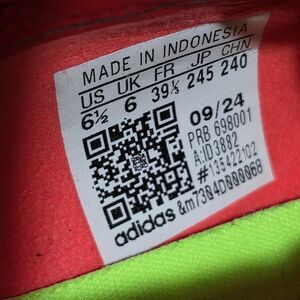 MADE IN INDONESIA
US UK FR JP CHN
6½ 6 39⅓ 245 240
09/24
PRB 698001
A:ID3882
#:135422102
adidas &m7304D000068